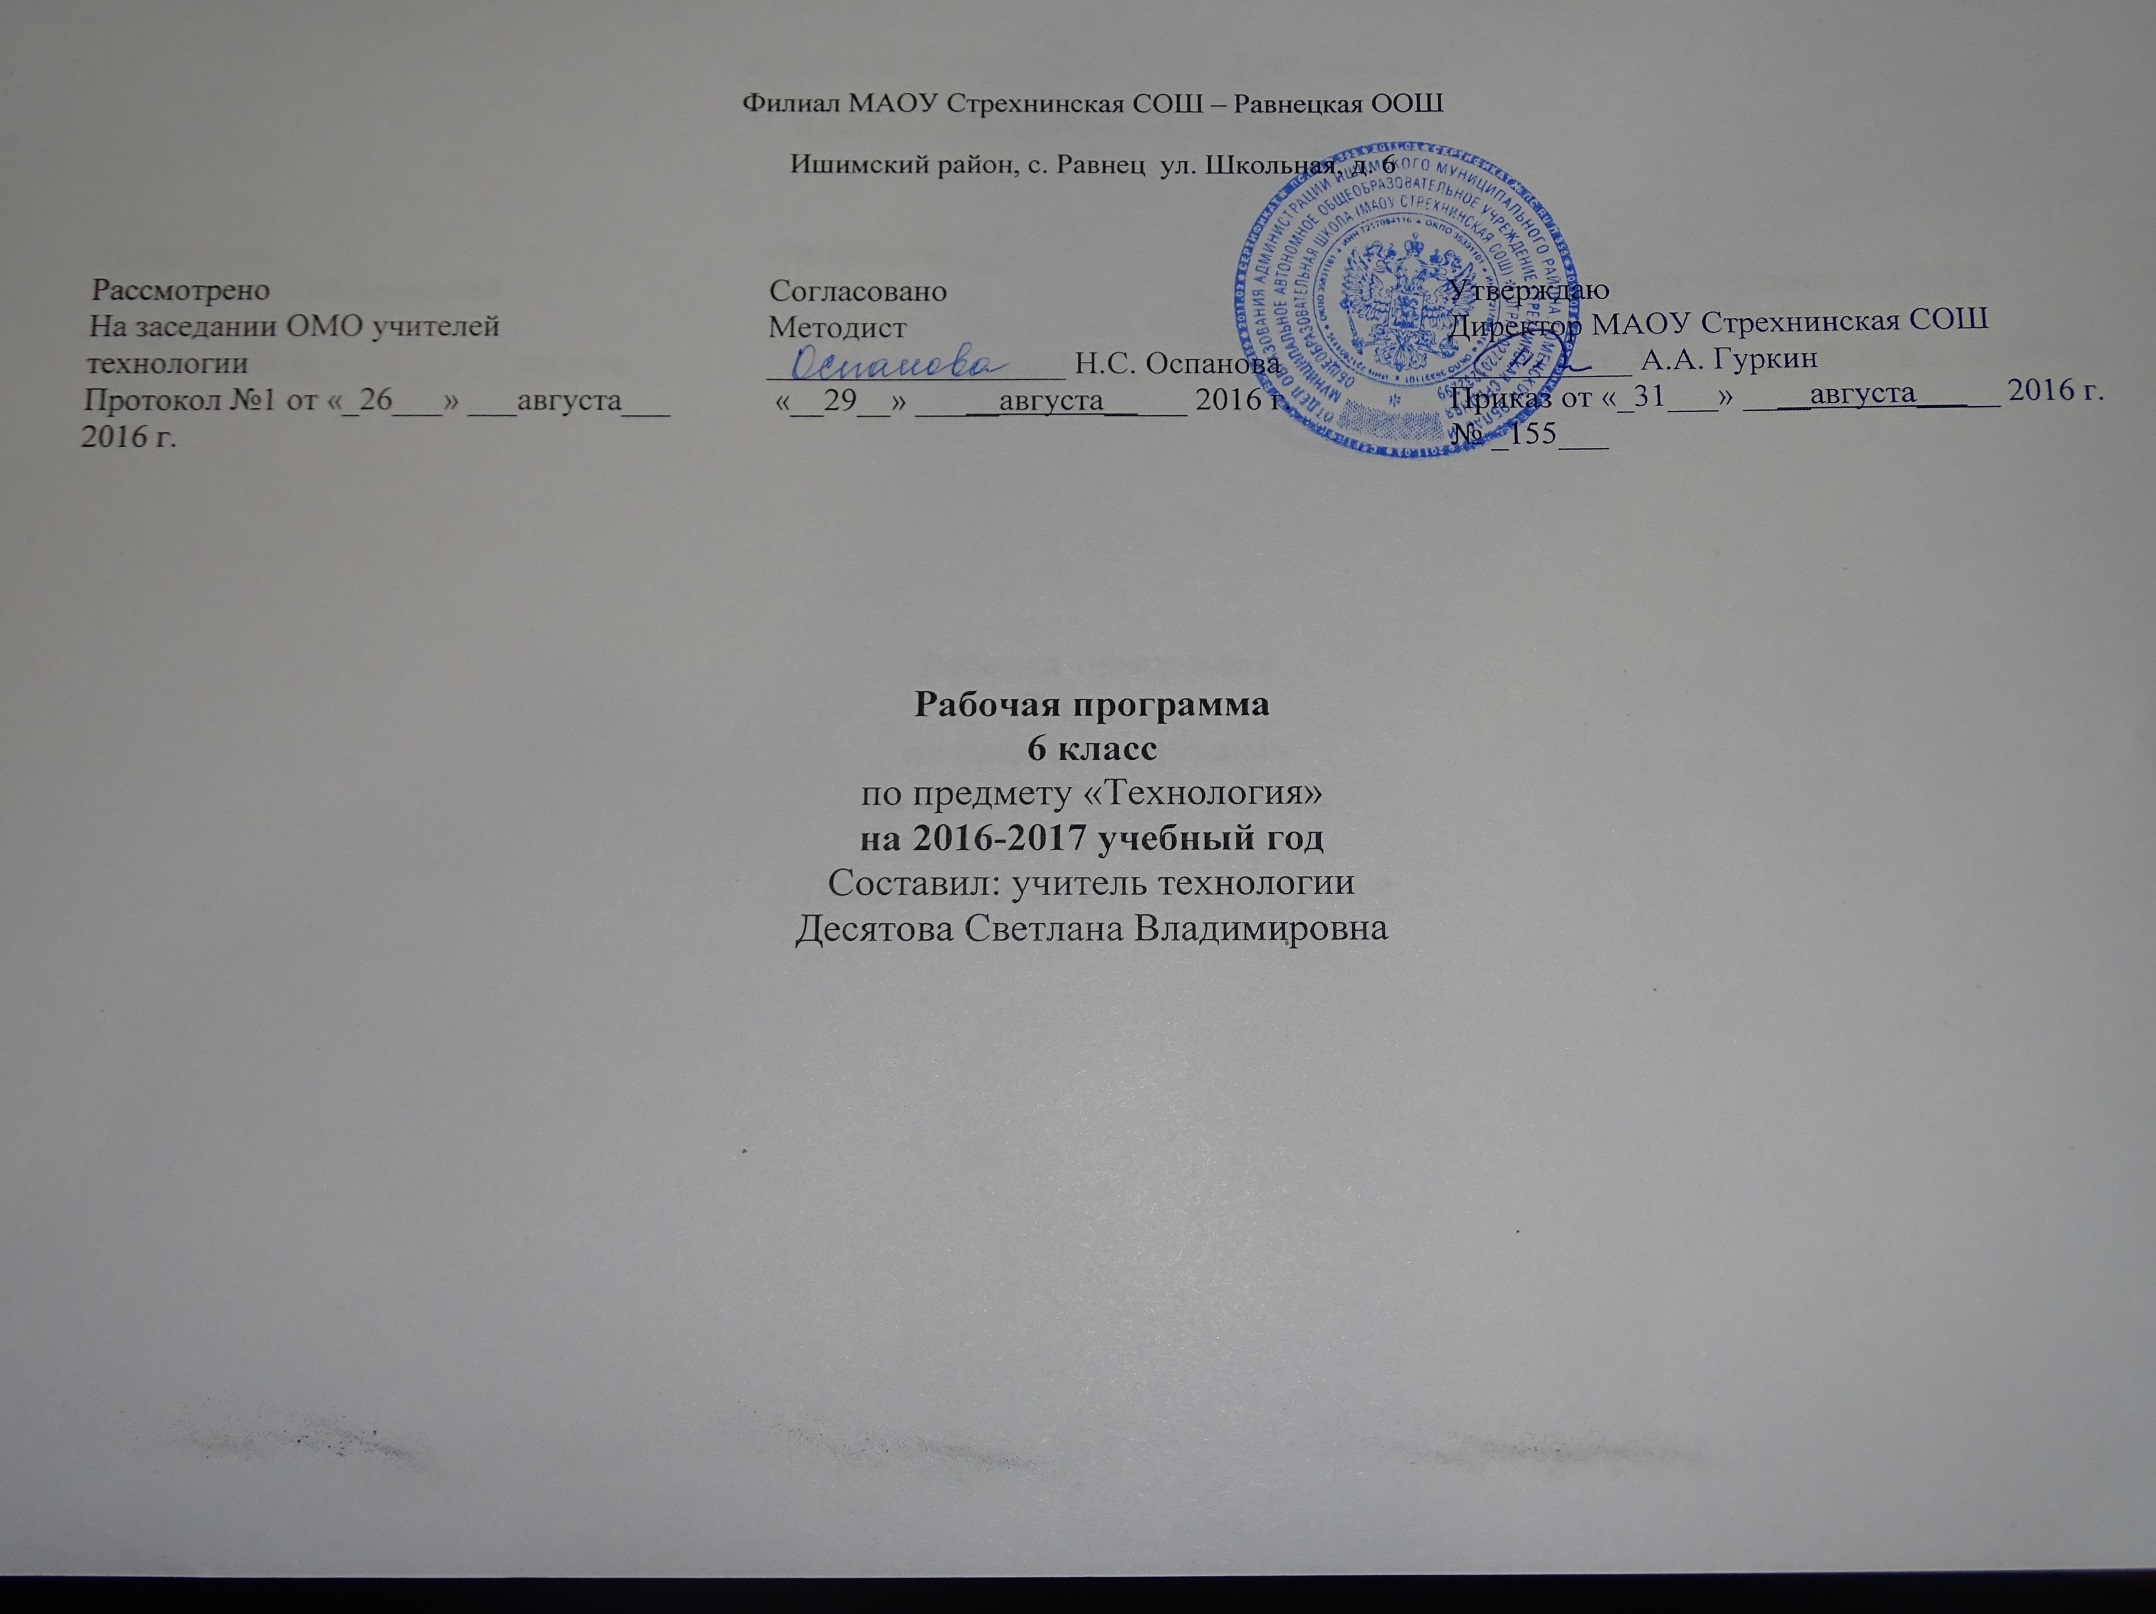 Филиал МАОУ Стрехнинская СОШ – Равнецкая ООШ
Ишимский район, с. Равнец ул. Школьная, д. 6
Рассмотрено
На заседании ОМО учителей
технологии
Протокол №1 от «_26___» ___августа___
2016 г.
Согласовано
Методист
Оспанова Н.С. Оспанова
«__29__» _____августа_____ 2016 г
Утверждаю
Директор МАОУ Стрехнинская СОШ
___________ А.А. Гуркин
Приказ от «_31___» ____августа_____ 2016 г.
№ _155___
Рабочая программа
6 класс
по предмету «Технология»
на 2016-2017 учебный год
Составил: учитель технологии
Десятова Светлана Владимировна